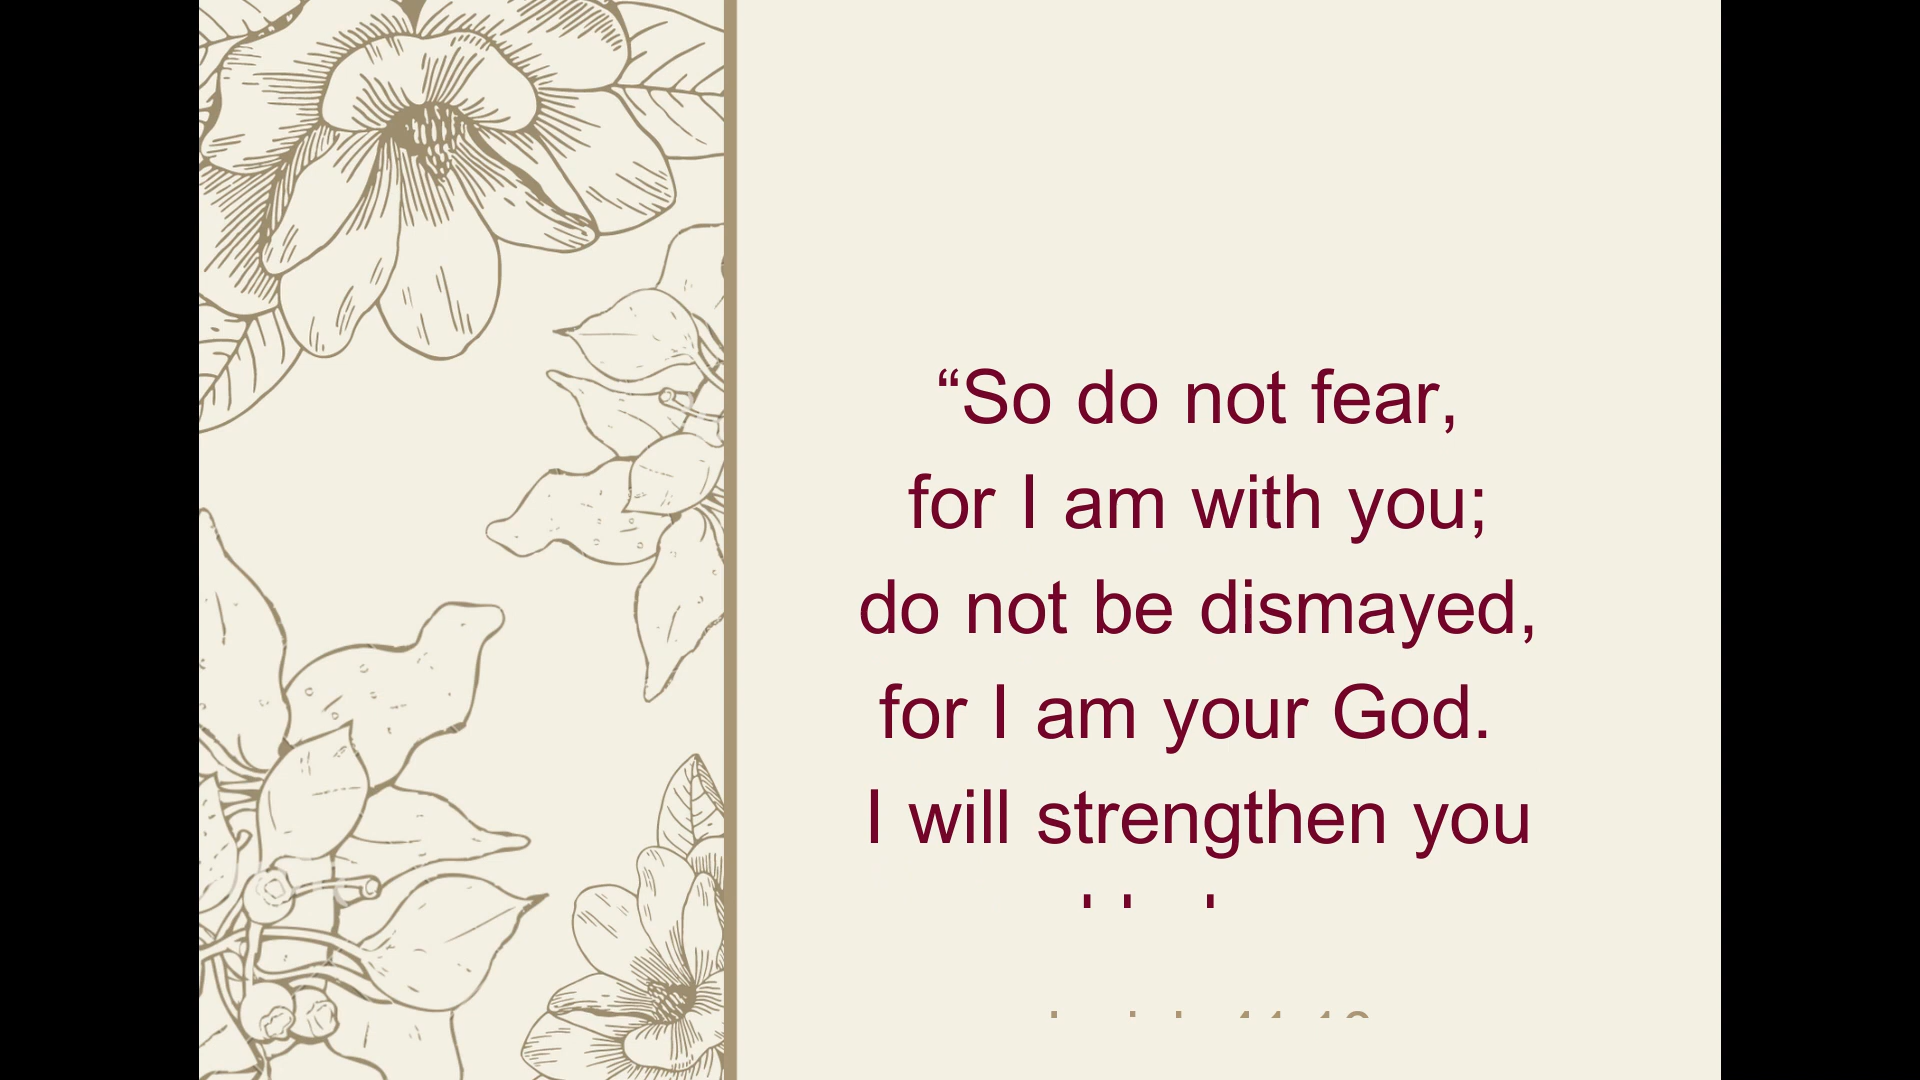 “So do not fear,
for I am with you;
do not be dismayed,
for I am your God.
I will strengthen you